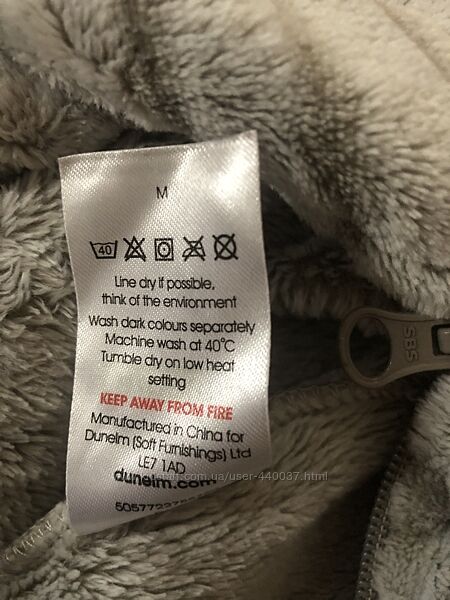 M
40
Line dry if possible,
think of the environment
Wash dark colours separately
Machine wash at 40°C
Tumble dry on low heat
setting
KEEP AWAY FROM FIRE
Manufactured in China for
Dunelm (Soft Furnishings) Ltd
LE7 1AD
dunelm.com
SBS